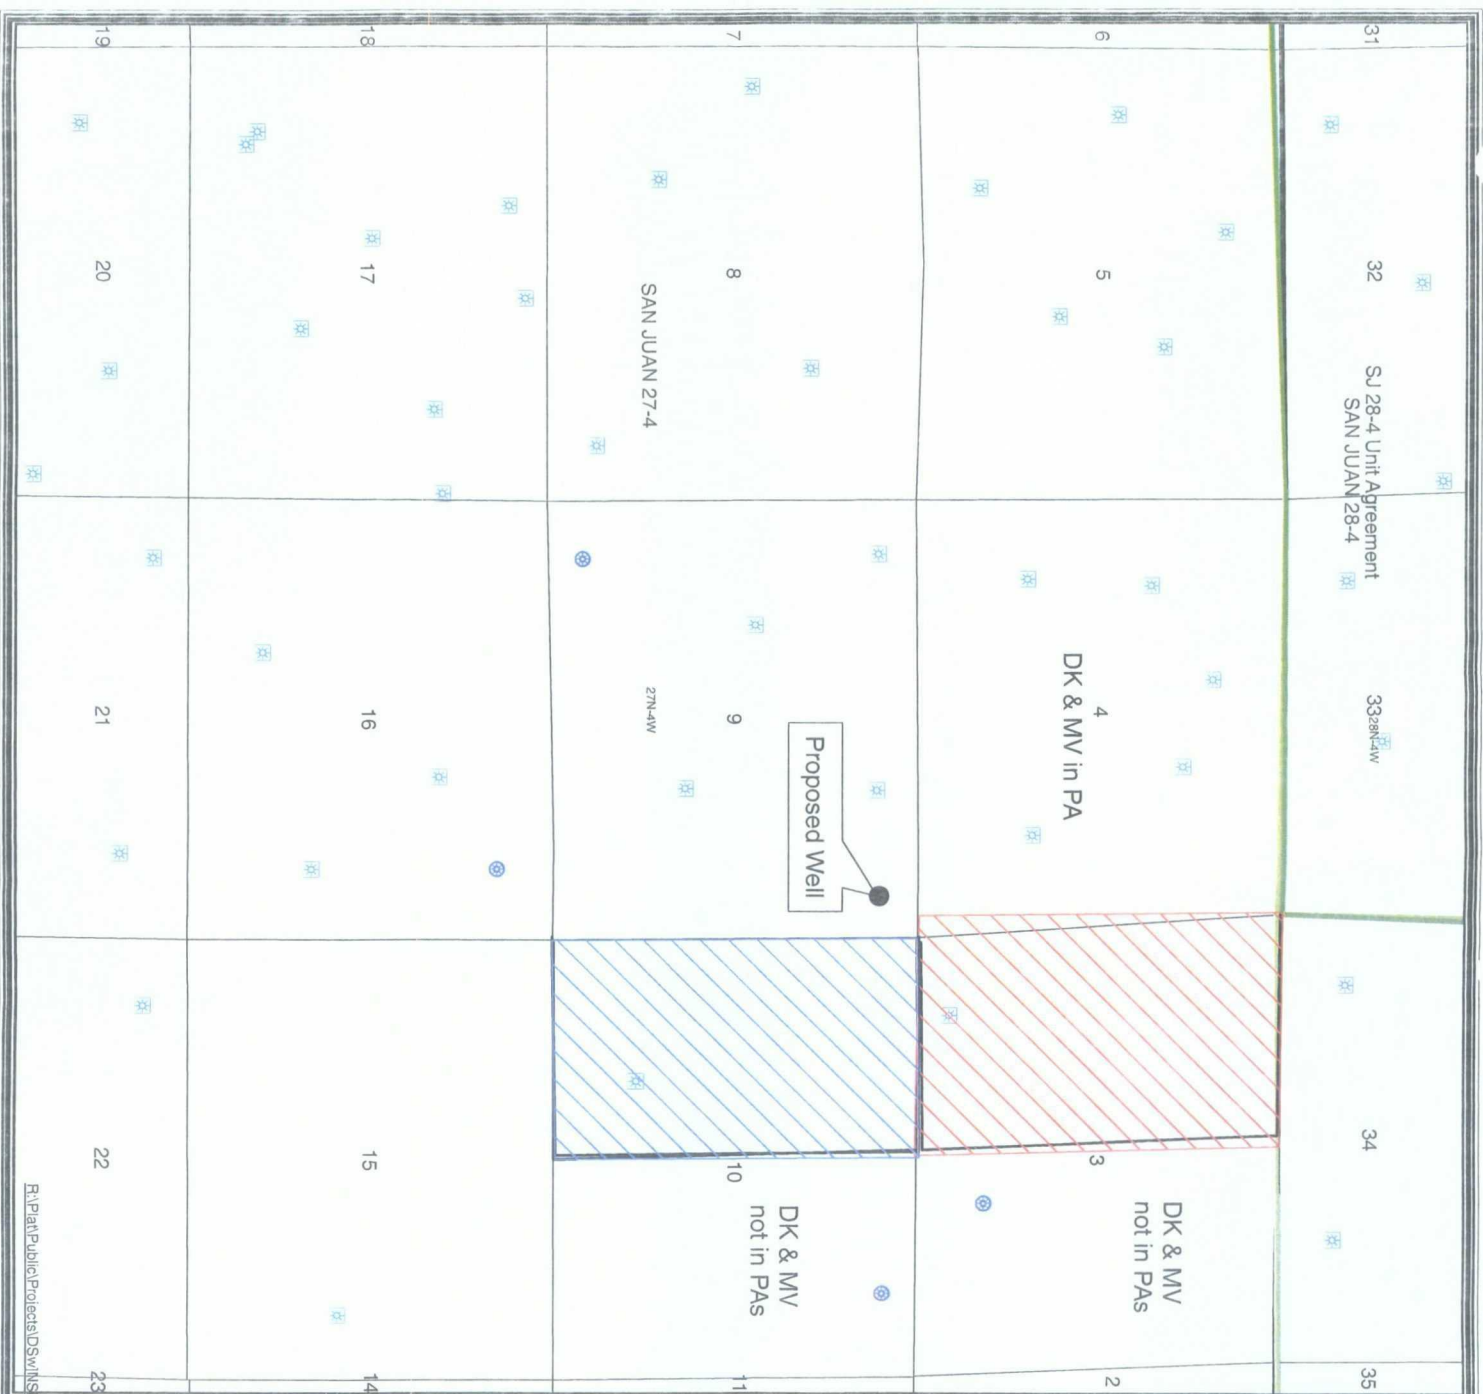 31
32
SJ 28-4 Unit Agreement
SAN JUAN 28-4
33
28N-4W
34
35
6
5
4
DK & MV in PA
3
DK & MV
not in PAs
2
7
8
SAN JUAN 27-4
9
27N-4W
Proposed Well
10
DK & MV
not in PAs
11
18
17
16
15
14
19
20
21
22
23
R:\Plat\Public\Projects\DSw\NS